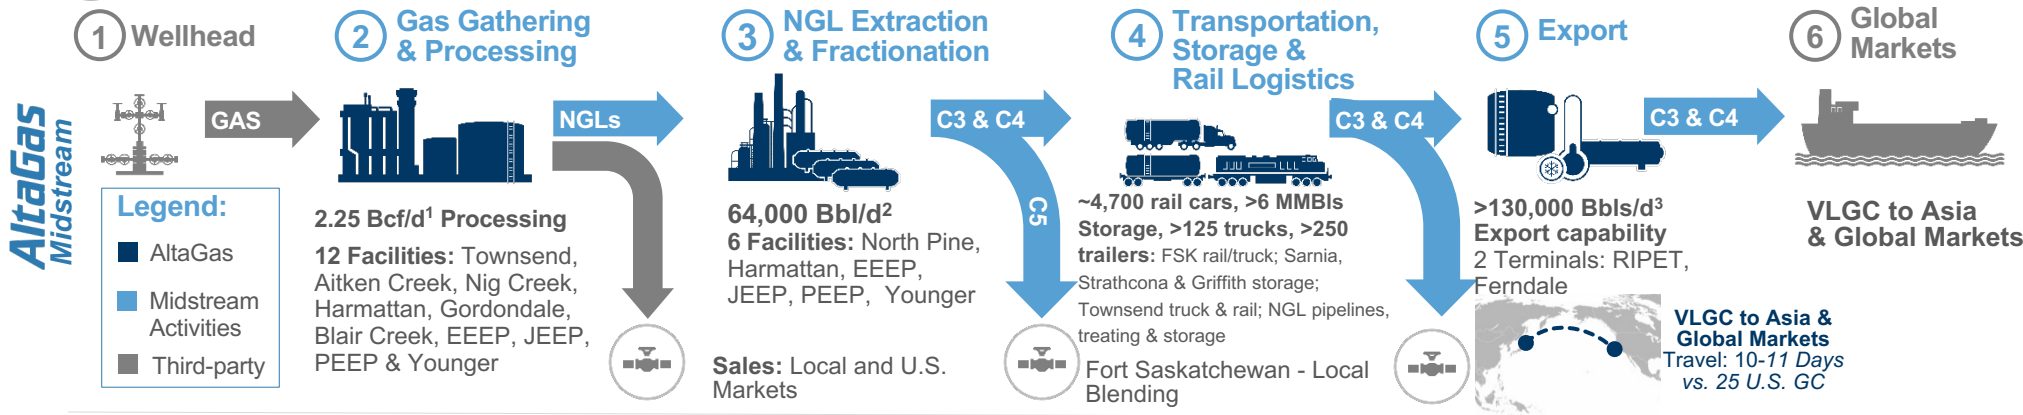 AltaGas
Midstream
1 Wellhead
GAS
Legend:
AltaGas
Midstream
Activities
Third-party
2 Gas Gathering
& Processing
NGLs
2.25 Bcf/d1 Processing
12 Facilities: Townsend,
Aitken Creek, Nig Creek,
Harmattan, Gordondale,
Blair Creek, EEEP, JEEP,
PEEP & Younger
3 NGL Extraction
& Fractionation
C3 & C4
C5
64,000 Bbl/d2
6 Facilities: North Pine,
Harmattan, EEEP,
JEEP, PEEP, Younger
Sales: Local and U.S.
Markets
4 Transportation,
Storage &
Rail Logistics
C3 & C4
~4,700 rail cars, >6 MMBls
Storage, >125 trucks, >250
trailers: FSK rail/truck; Sarnia,
Strathcona & Griffith storage;
Townsend truck & rail; NGL pipelines,
treating & storage
Fort Saskatchewan - Local
Blending
5 Export
C3 & C4
>130,000 Bbls/d3
Export capability
2 Terminals: RIPET,
Ferndale
VLGC to Asia &
Global Markets
Travel: 10-11 Days
vs. 25 U.S. GC
6 Global
Markets
VLGC to Asia
& Global Markets